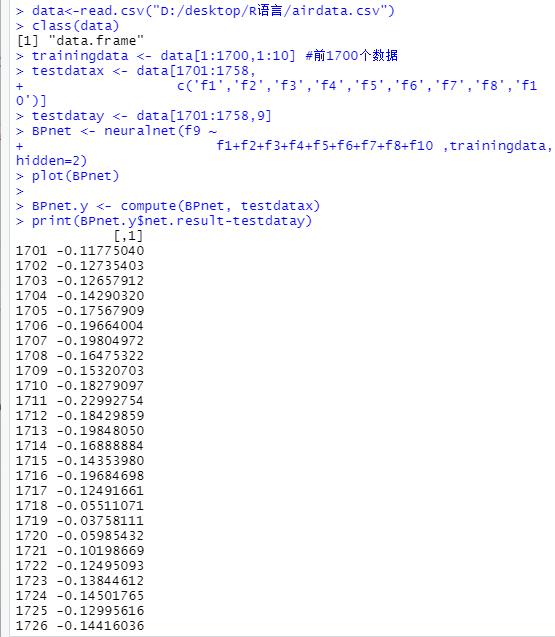 > data<-read.csv("D:/desktop/R语言/airdata.csv")
> class(data)
[1] "data.frame"
> trainingdata <- data[1:1700,1:10] #前1700个数据
> testdatax <- data[1701:1758,
+                    c('f1','f2','f3','f4','f5','f6','f7','f8','f1
0')]
> testdatay <- data[1701:1758,9]
> BPnet <- neuralnet(f9 ~
+                         f1+f2+f3+f4+f5+f6+f7+f8+f10 ,trainingdata,
hidden=2)
> plot(BPnet)
>
> BPnet.y <- compute(BPnet, testdatax)
> print(BPnet.y$net.result-testdatay)
            [,1]
1701 -0.11775040
1702 -0.12735403
1703 -0.12657912
1704 -0.14290320
1705 -0.17567909
1706 -0.19664004
1707 -0.19804972
1708 -0.16475322
1709 -0.15320703
1710 -0.18279097
1711 -0.22992754
1712 -0.18429859
1713 -0.19848050
1714 -0.16888884
1715 -0.14353980
1716 -0.19684698
1717 -0.12491661
1718 -0.05511071
1719 -0.03758111
1720 -0.05985432
1721 -0.10198669
1722 -0.12495093
1723 -0.13844612
1724 -0.14501765
1725 -0.12995616
1726 -0.14416036